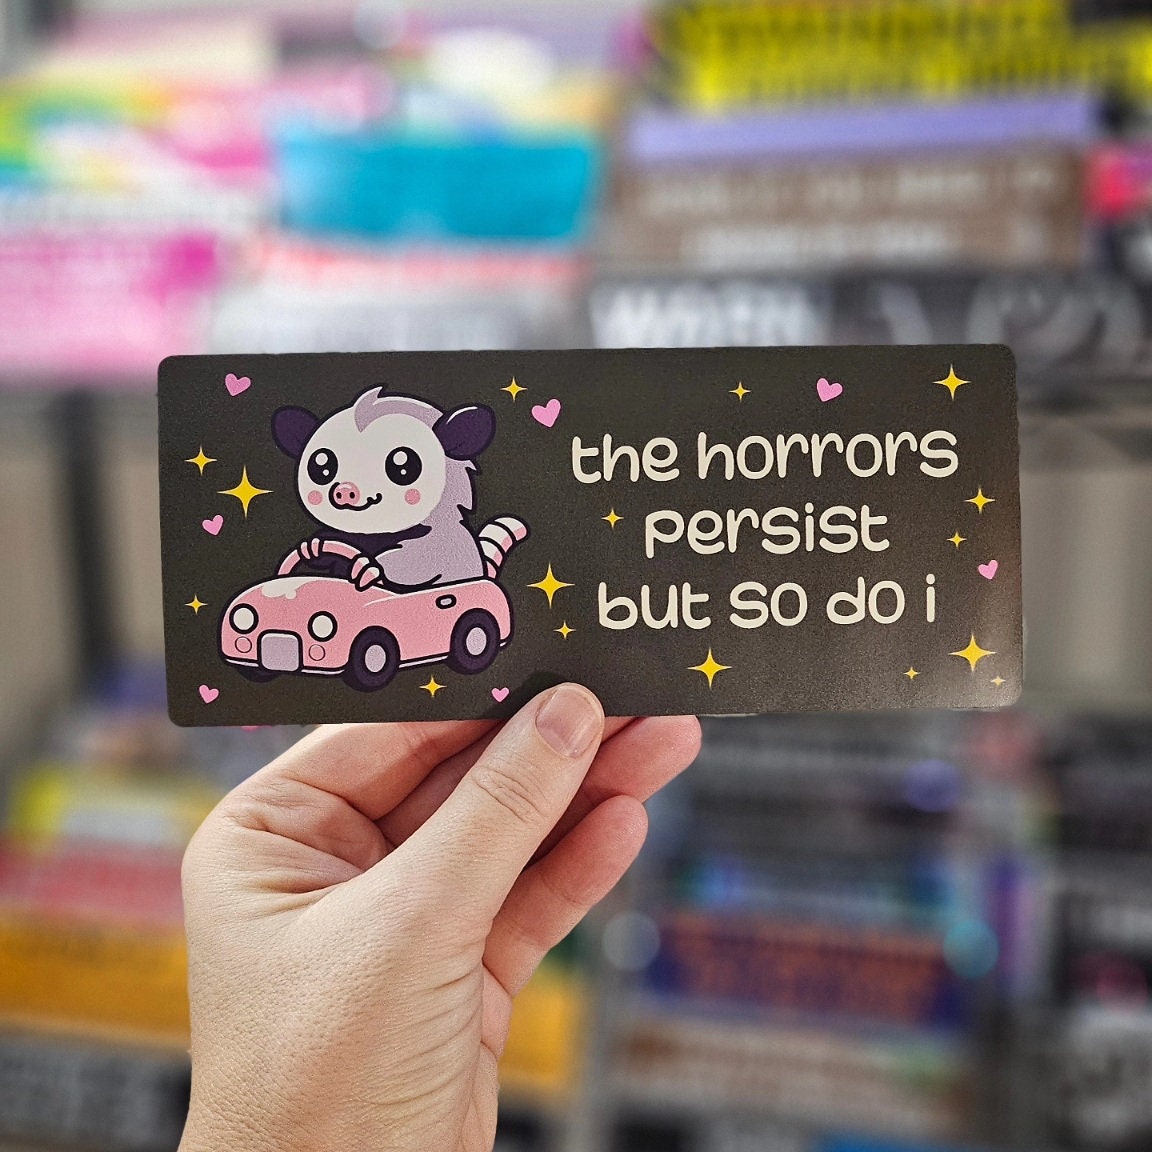 the horrors
persist
but so do i